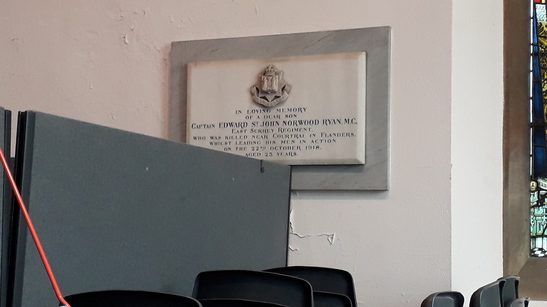 IN LOVING MEMORY
OF A DEAR SON
CAPTAIN EDWARD ST JOHN NORWOOD RYAN, M.C.
EAST SURREY REGIMENT,
WHO WAS KILLED NEAR COURTRAI IN FLANDERS,
WHILST LEADING HIS MEN IN ACTION
ON THE 22ND OCTOBER 1918,
AGED 23 YEARS.